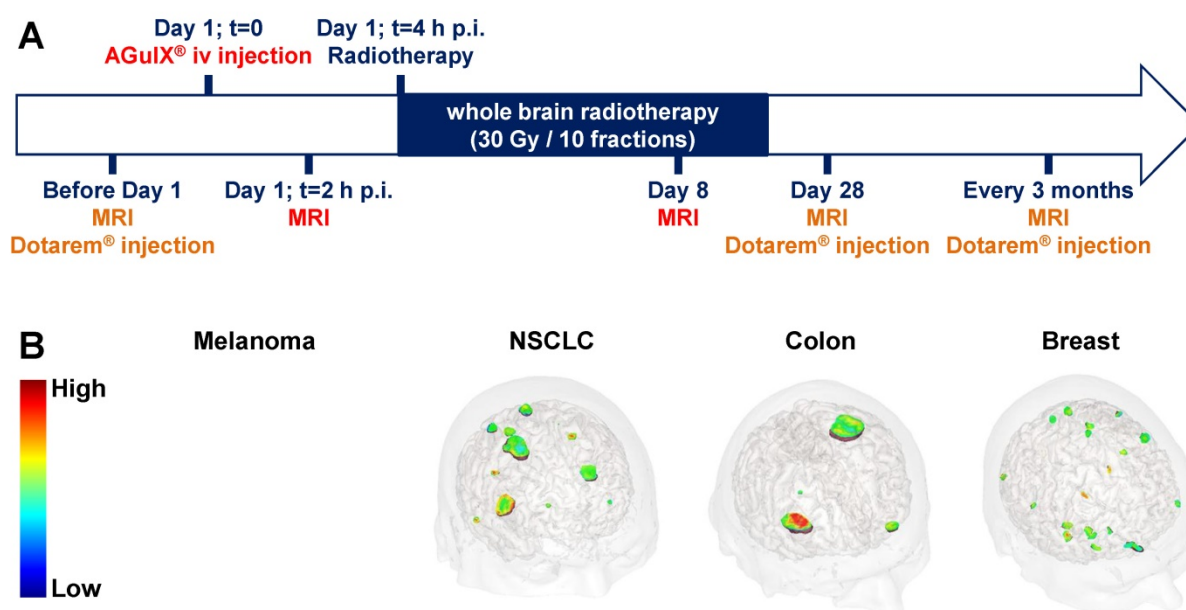 A
Day 1; t=0
AGuIX® iv injection
Day 1; t=4 h p.i.
Radiotherapy
whole brain radiotherapy
(30 Gy / 10 fractions)
Before Day 1
MRI
Dotarem® injection
Day 1; t=2 h p.i.
MRI
Day 8
MRI
Day 28
MRI
Dotarem® injection
Every 3 months
MRI
Dotarem® injection
B
Melanoma
NSCLC
Colon
Breast
High
Low